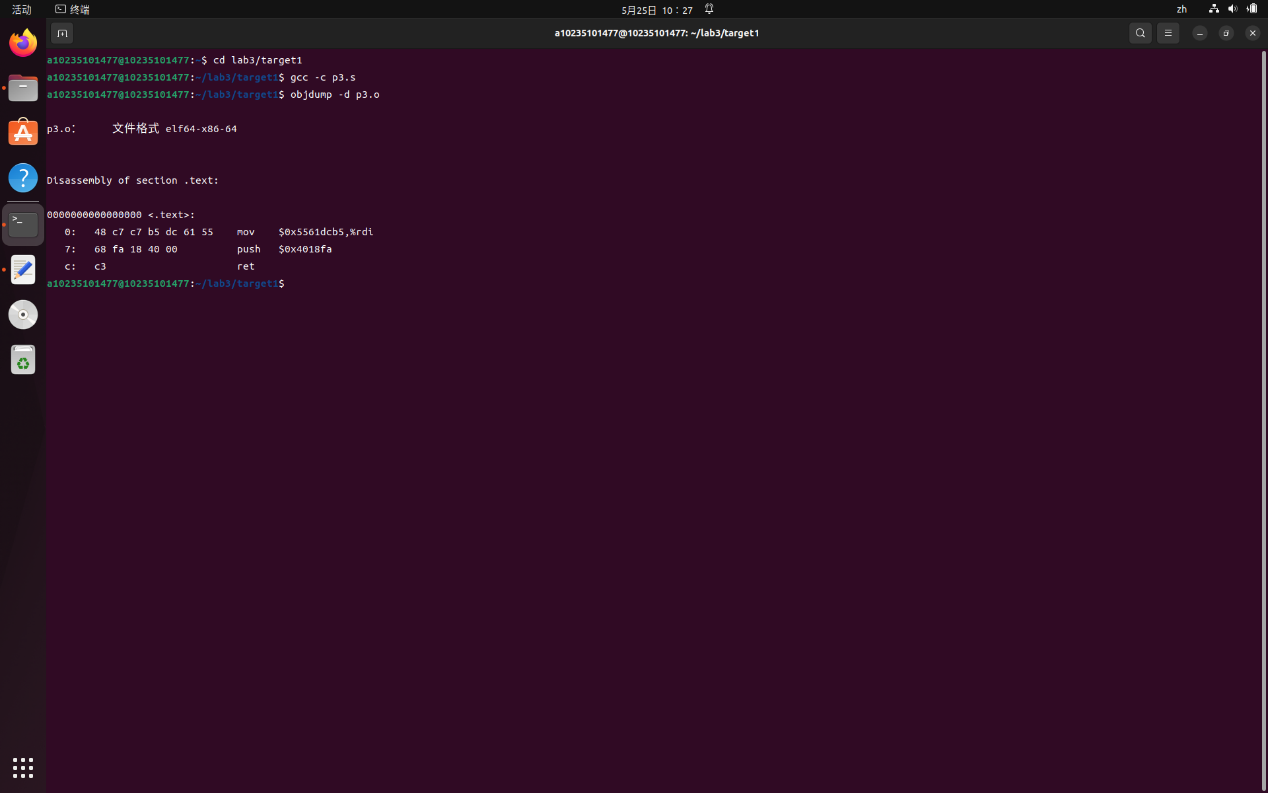 活动 终端 5月25日 10：27 zh
a10235101477@10235101477: ~/lab3/target1
a10235101477@10235101477:~$ cd lab3/target1
a10235101477@10235101477:~/lab3/target1$ gcc -c p3.s
a10235101477@10235101477:~/lab3/target1$ objdump -d p3.o
p3.o： 文件格式 elf64-x86-64
Disassembly of section .text:
0000000000000000 <.text>:
0: 48 c7 c7 b5 dc 61 55 mov $0x5561dcb5,%rdi
7: 68 fa 18 40 00 push $0x4018fa
c: c3 ret
a10235101477@10235101477:~/lab3/target1$